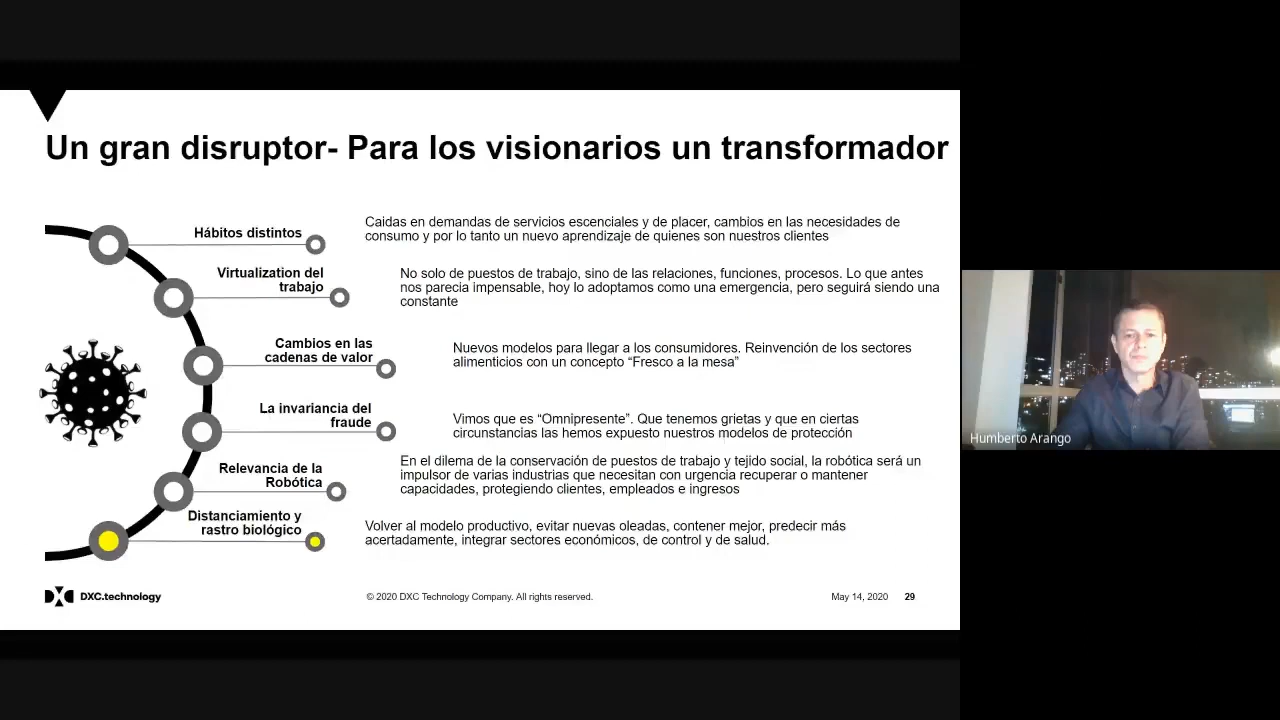 Un gran disruptor- Para los visionarios un transformador
Hábitos distintos
Caidas en demandas de servicios escenciales y de placer, cambios en las necesidades de
consumo y por lo tanto un nuevo aprendizaje de quienes son nuestros clientes
Virtualization del
trabajo
No solo de puestos de trabajo, sino de las relaciones, funciones, procesos. Lo que antes
nos parecia impensable, hoy lo adoptamos como una emergencia, pero seguirá siendo una
constante
Cambios en las
cadenas de valor
Nuevos modelos para llegar a los consumidores. Reinvención de los sectores
alimenticios con un concepto “Fresco a la mesa”
La invariancia del
fraude
Vimos que es “Omnipresente”. Que tenemos grietas y que en ciertas
circunstancias las hemos expuesto nuestros modelos de protección
Relevancia de la
Robótica
En el dilema de la conservación de puestos de trabajo y tejido social, la robótica será un
impulsor de varias industrias que necesitan con urgencia recuperar o mantener
capacidades, protegiendo clientes, empleados e ingresos
Distanciamiento y
rastro biológico
Volver al modelo productivo, evitar nuevas oleadas, contener mejor, predecir más
acertadamente, integrar sectores económicos, de control y de salud.
DXC.technology
© 2020 DXC Technology Company. All rights reserved.
May 14, 2020 29
Humberto Arango